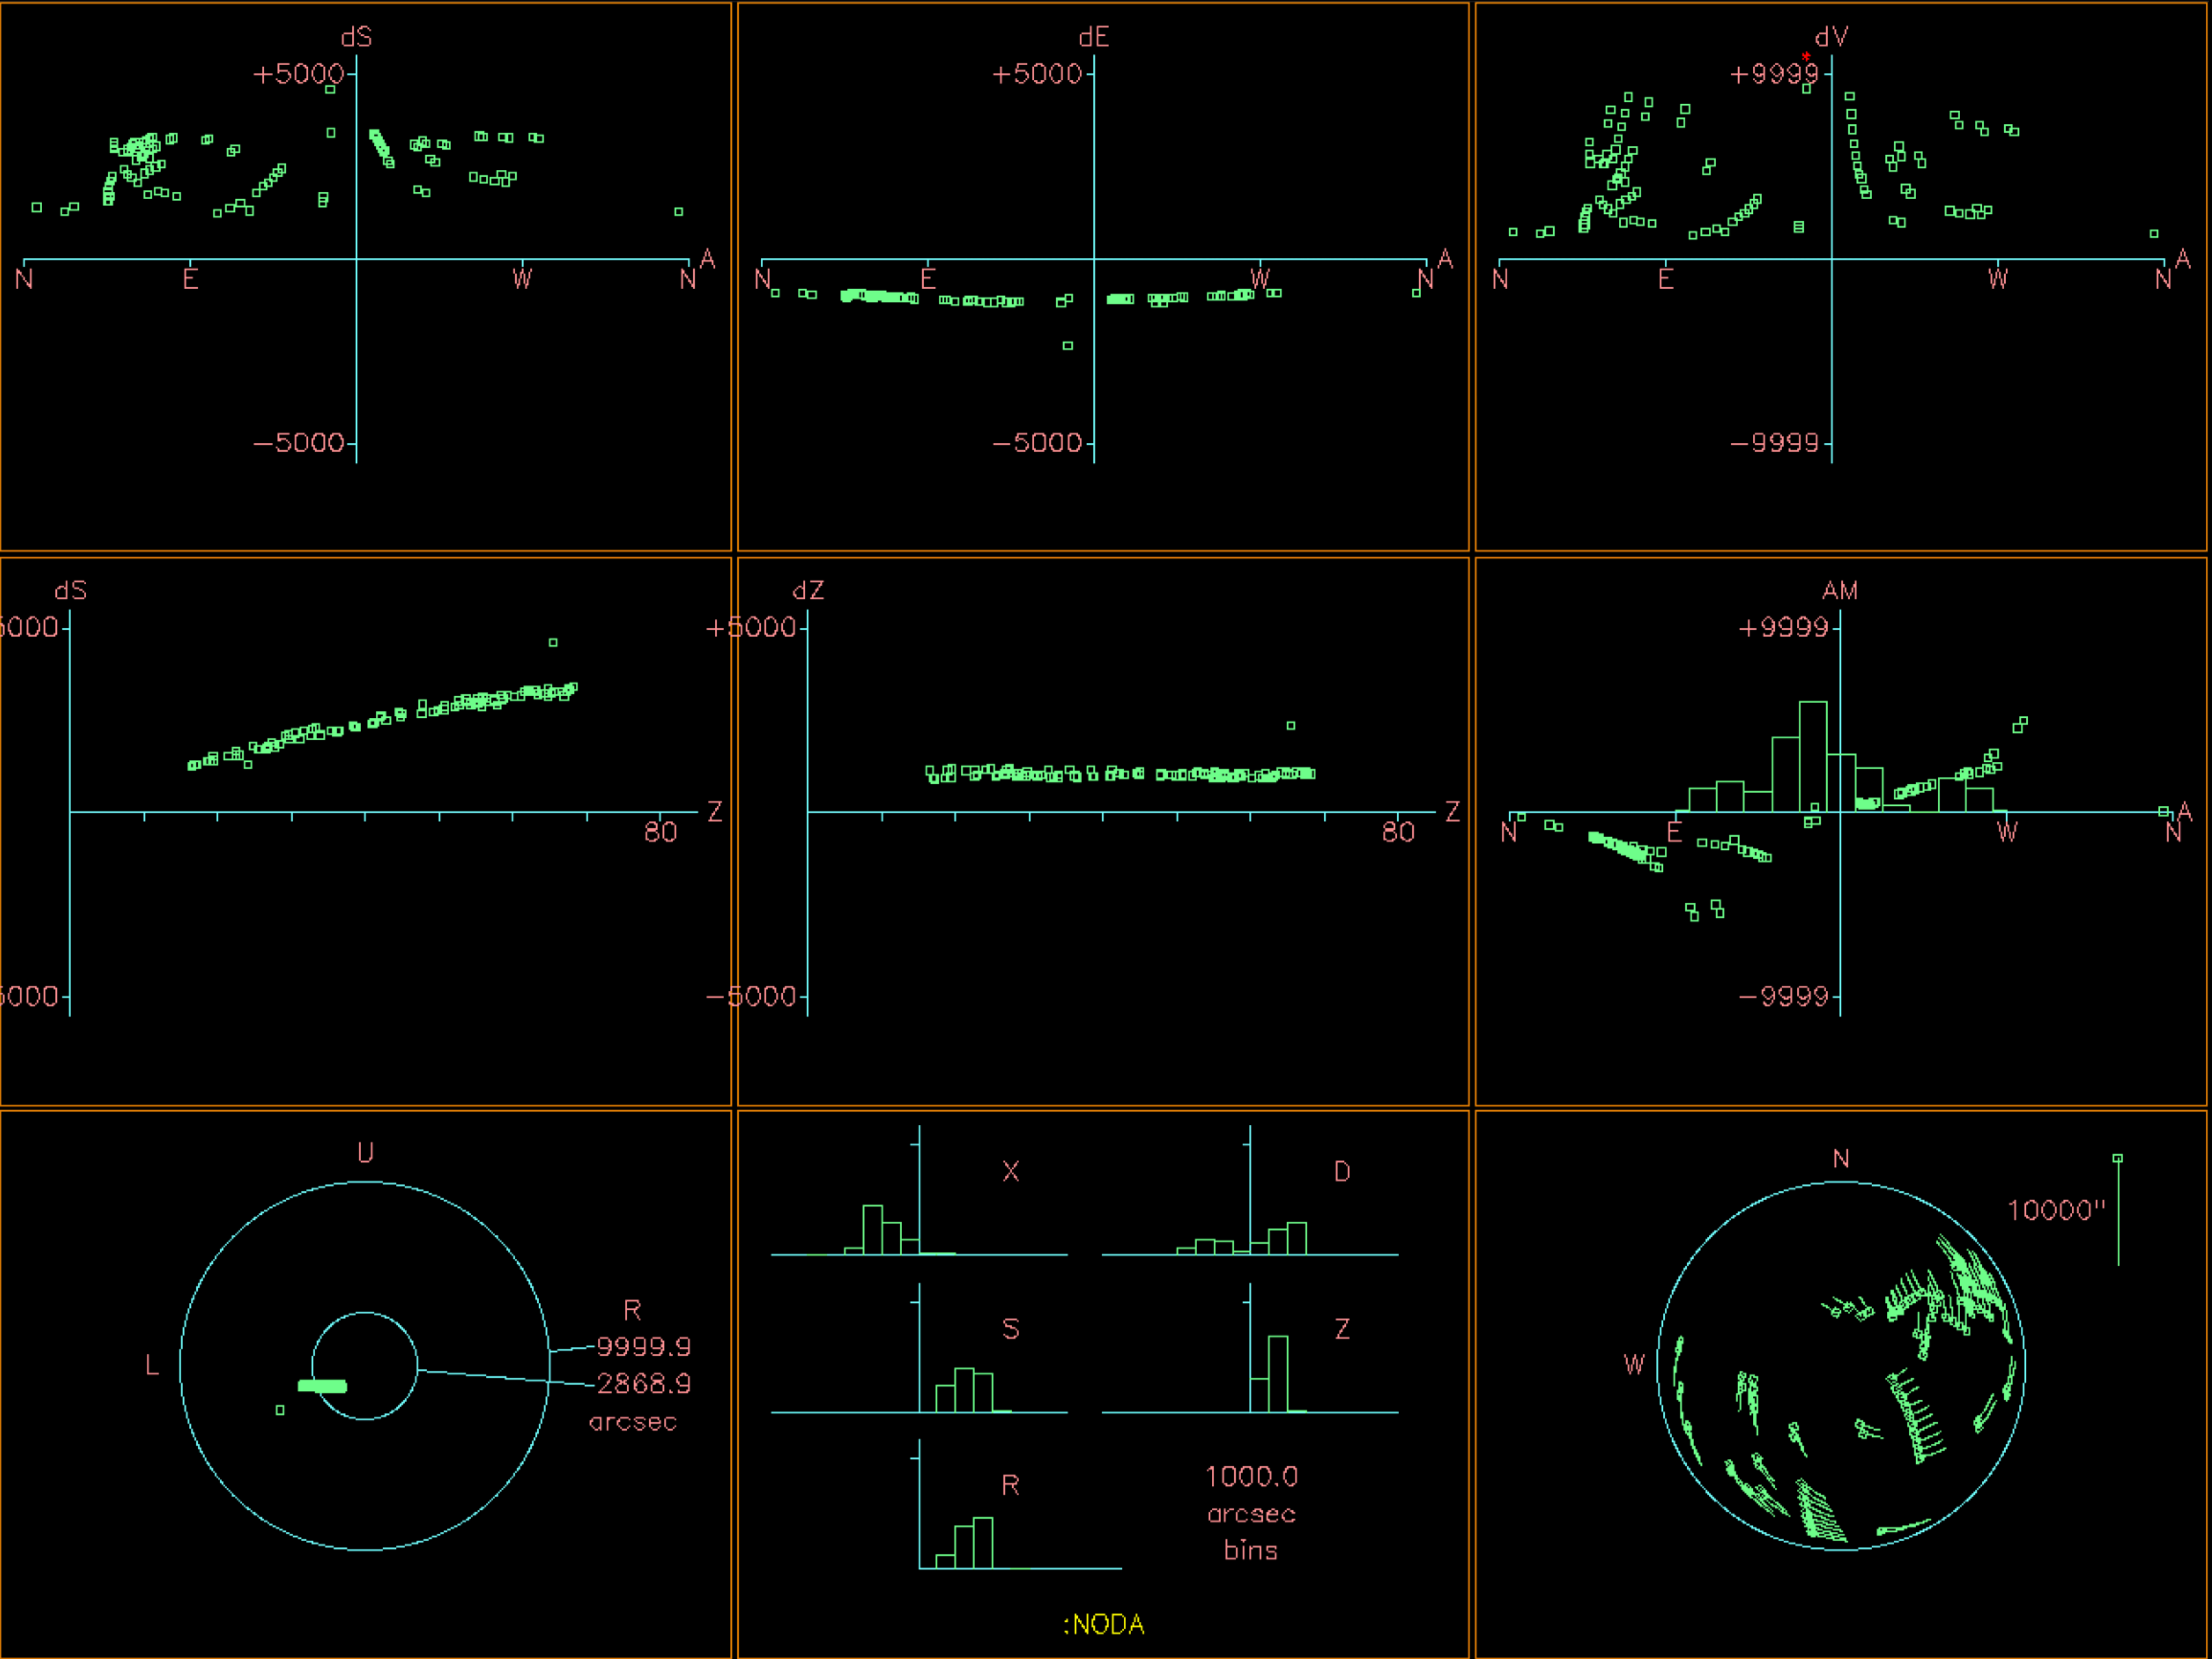 dS
+5000
−5000
N E W N A
dE
+5000
−5000
N E W N A
dV
+9999
−9999
N E W N A
dS
5000
5000
80 Z
dZ
+5000
−5000
80 Z
AM
+9999
−9999
N E W N A
U
L
R
9999.9
2868.9
arcsec
X
D
S
Z
R
1000.0
arcsec
bins
:NODA
N
10000"
W